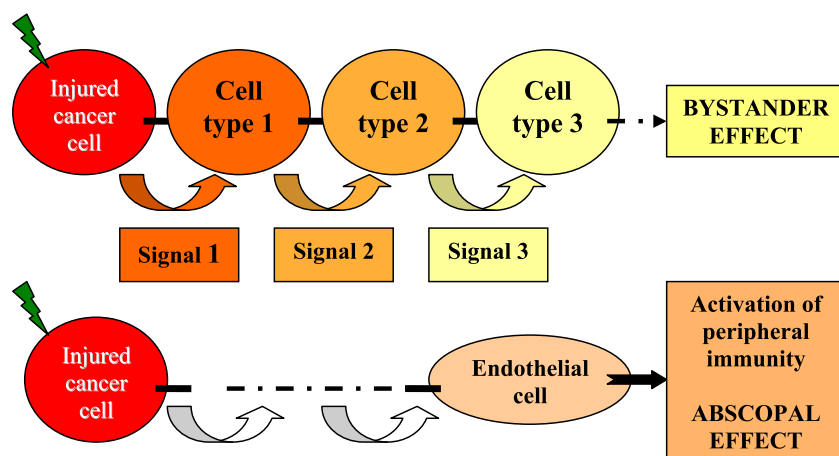 Injured
cancer
cell
Cell
type 1
Cell
type 2
Cell
type 3
BYSTANDER
EFFECT
Signal 1
Signal 2
Signal 3
Injured
cancer
cell
Endothelial
cell
Activation of
peripheral
immunity
ABSCOPAL
EFFECT